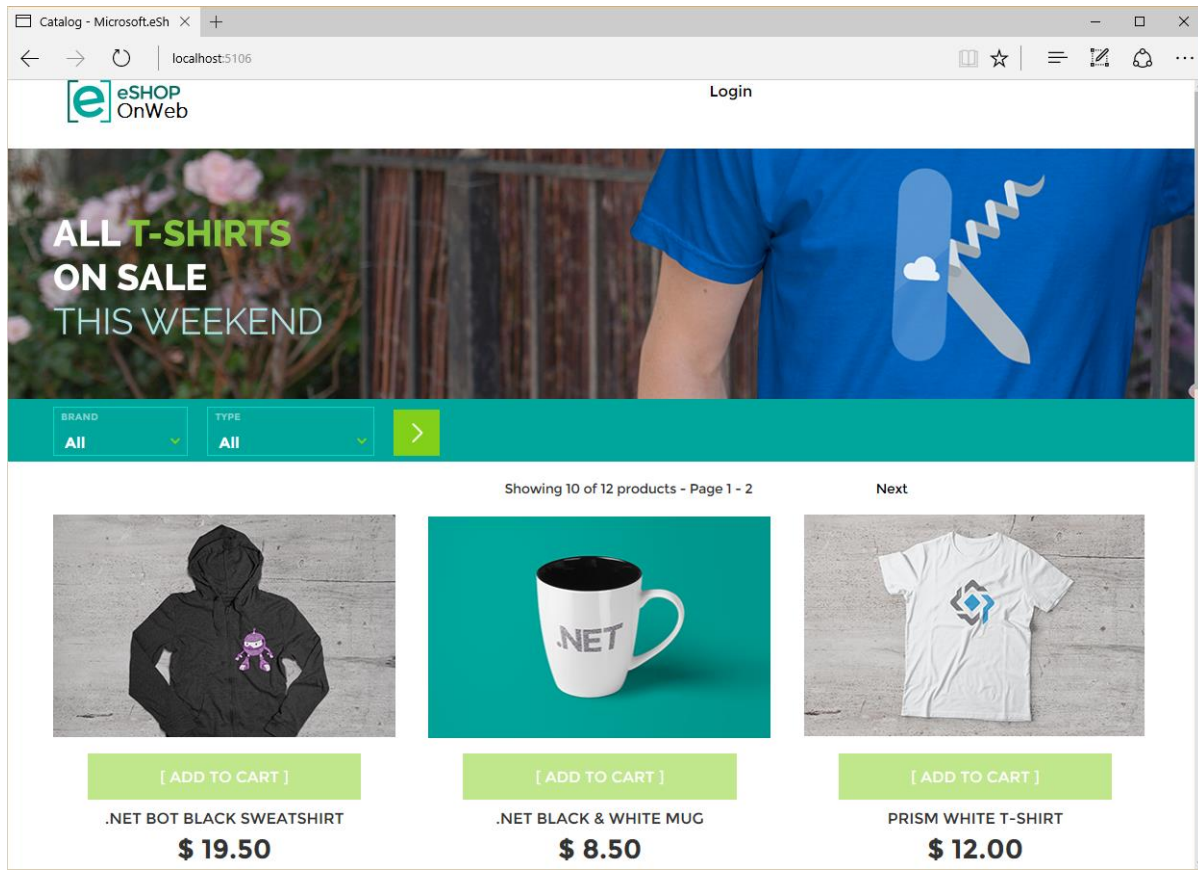 Catalog - Microsoft.eSh
localhost:5106
eSHOP
OnWeb
Login
ALL T-SHIRTS
ON SALE
THIS WEEKEND
BRAND
All
TYPE
All
Showing 10 of 12 products - Page 1 - 2
Next
.NET
[ ADD TO CART ]
[ ADD TO CART ]
[ ADD TO CART ]
.NET BOT BLACK SWEATSHIRT
.NET BLACK & WHITE MUG
PRISM WHITE T-SHIRT
$ 19.50
$ 8.50
$ 12.00